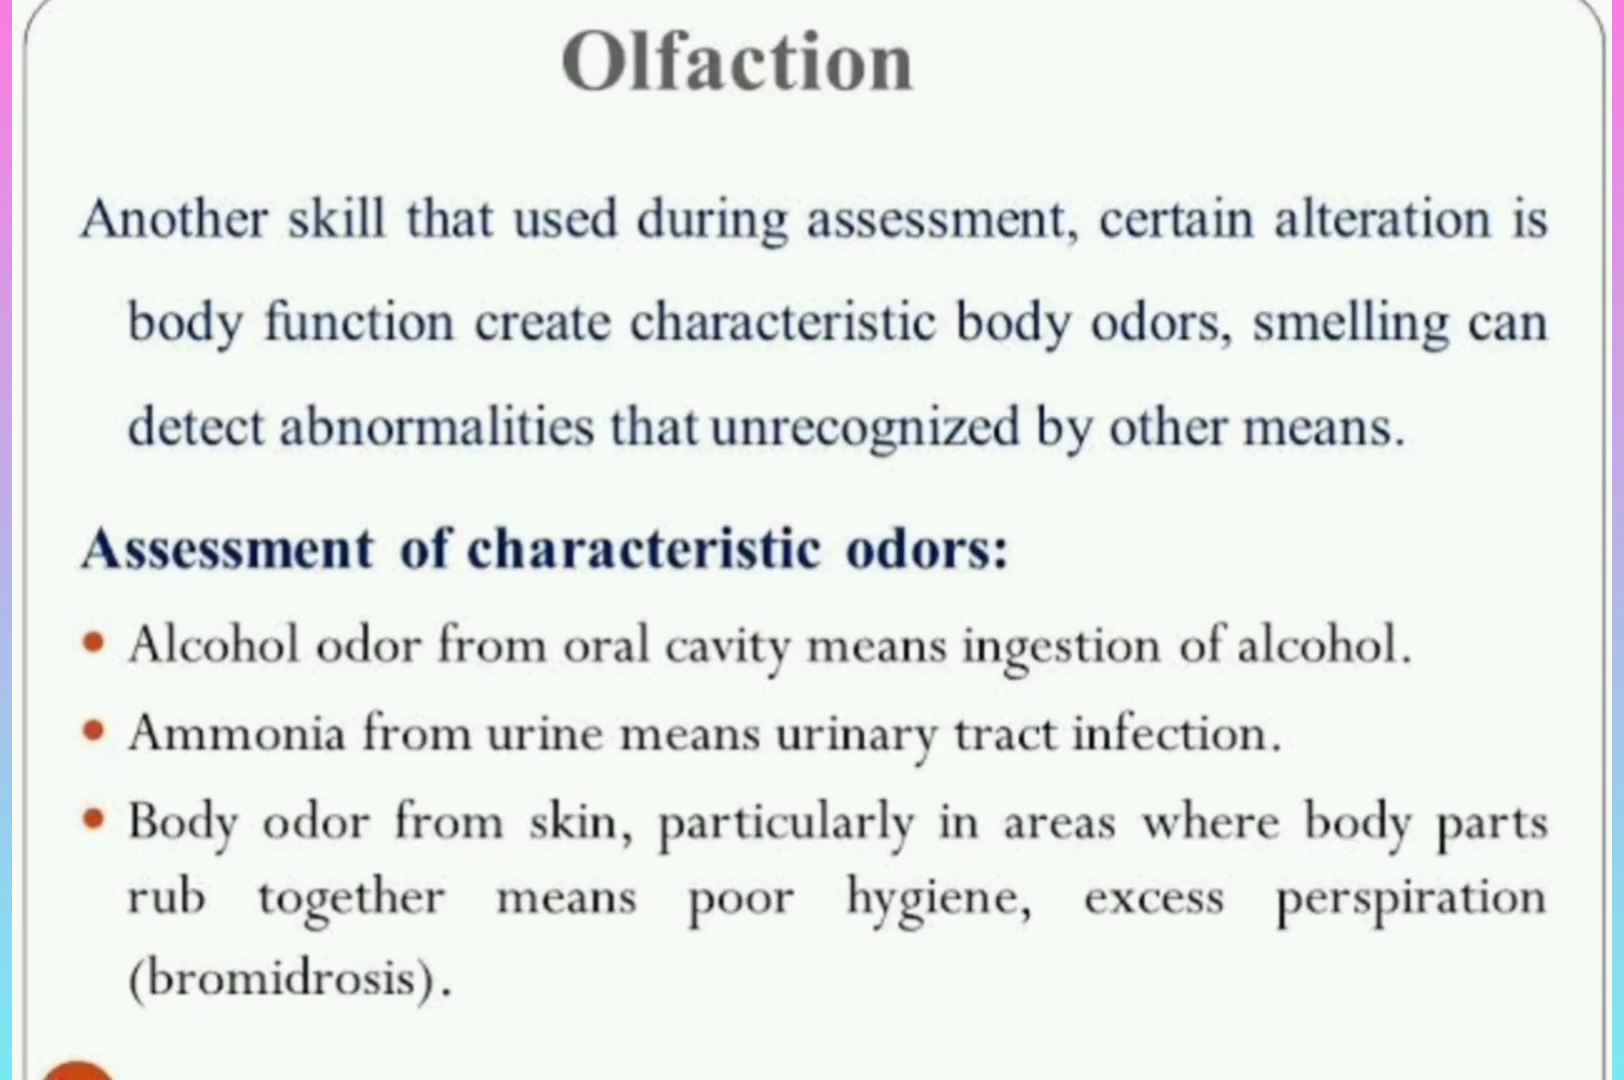 Olfaction
Another skill that used during assessment, certain alteration is
body function create characteristic body odors, smelling can
detect abnormalities that unrecognized by other means.
Assessment of characteristic odors:
• Alcohol odor from oral cavity means ingestion of alcohol.
• Ammonia from urine means urinary tract infection.
• Body odor from skin, particularly in areas where body parts
rub together means poor hygiene, excess perspiration
(bromidrosis).